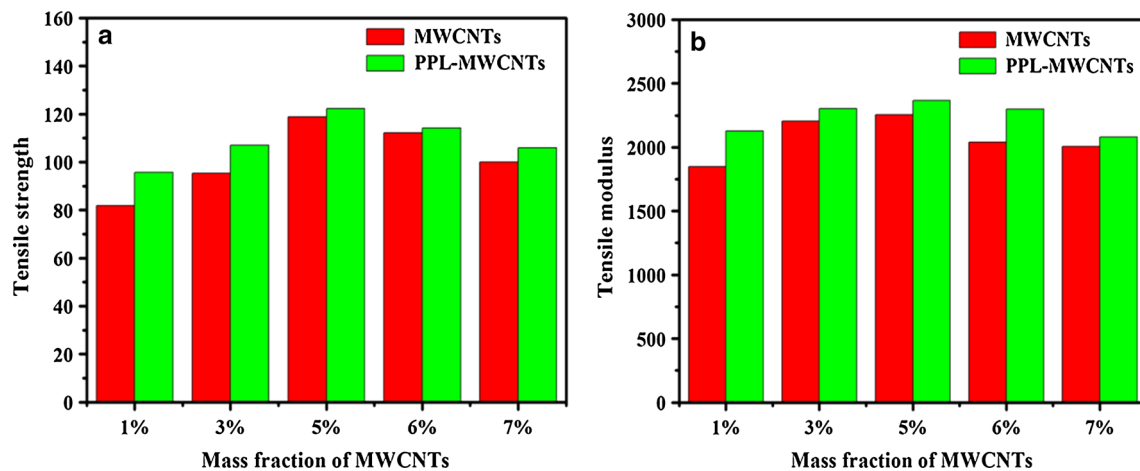 a
MWCNTs
PPL-MWCNTs
Tensile strength
160
140
120
100
80
60
40
20
0
1% 3% 5% 6% 7%
Mass fraction of MWCNTs
b
MWCNTs
PPL-MWCNTs
Tensile modulus
3000
2500
2000
1500
1000
500
0
1% 3% 5% 6% 7%
Mass fraction of MWCNTs